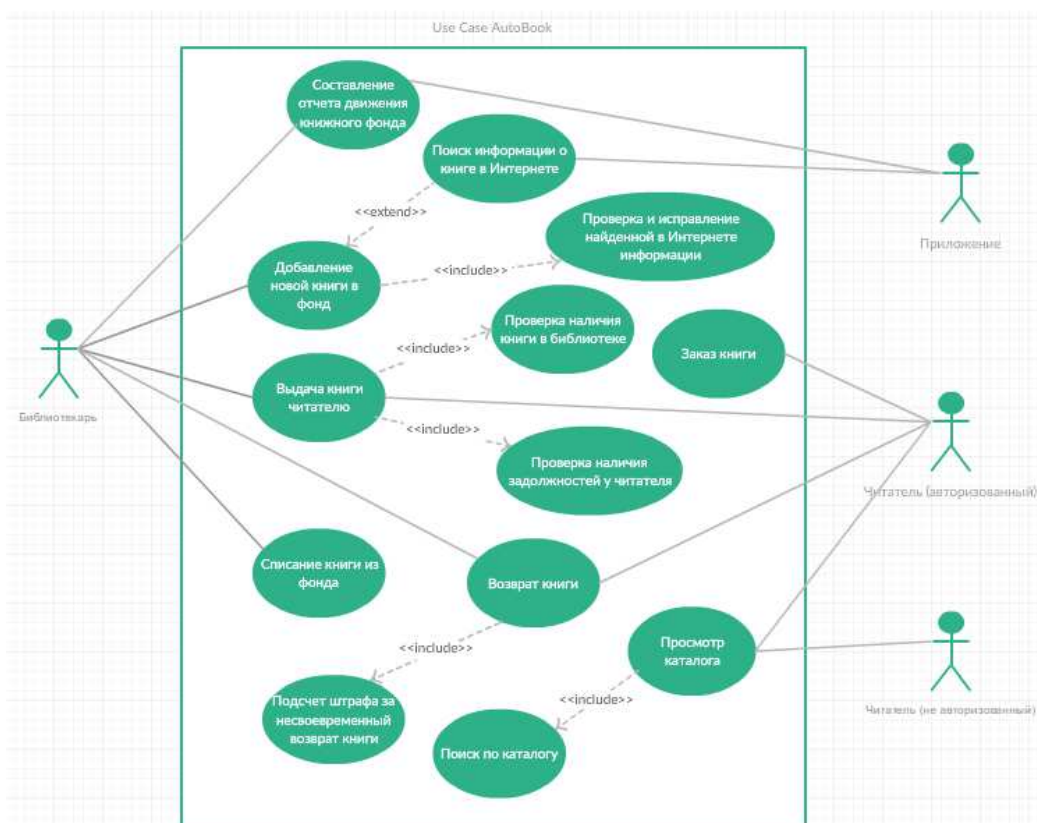 Use Case AutoBook
Составление
отчета движения
книжного фонда
Поиск информации о
книге в Интернете
<<extend>>
Проверка и исправление
найденной в Интернете
информации
Приложение
Добавление
новой книги в
фонд
<<include>>
Проверка наличия
книги в библиотеке
<<include>>
Заказ книги
Библиотекарь
Выдача книги
читателю
<<include>>
Проверка наличия
задолжностей у читателя
Читатель (авторизованный)
Списание книги из
фонда
Возврат книги
<<include>>
Просмотр
каталога
<<include>>
Подсчет штрафа за
несвоевременный
возврат книги
Поиск по каталогу
Читатель (не авторизованный)